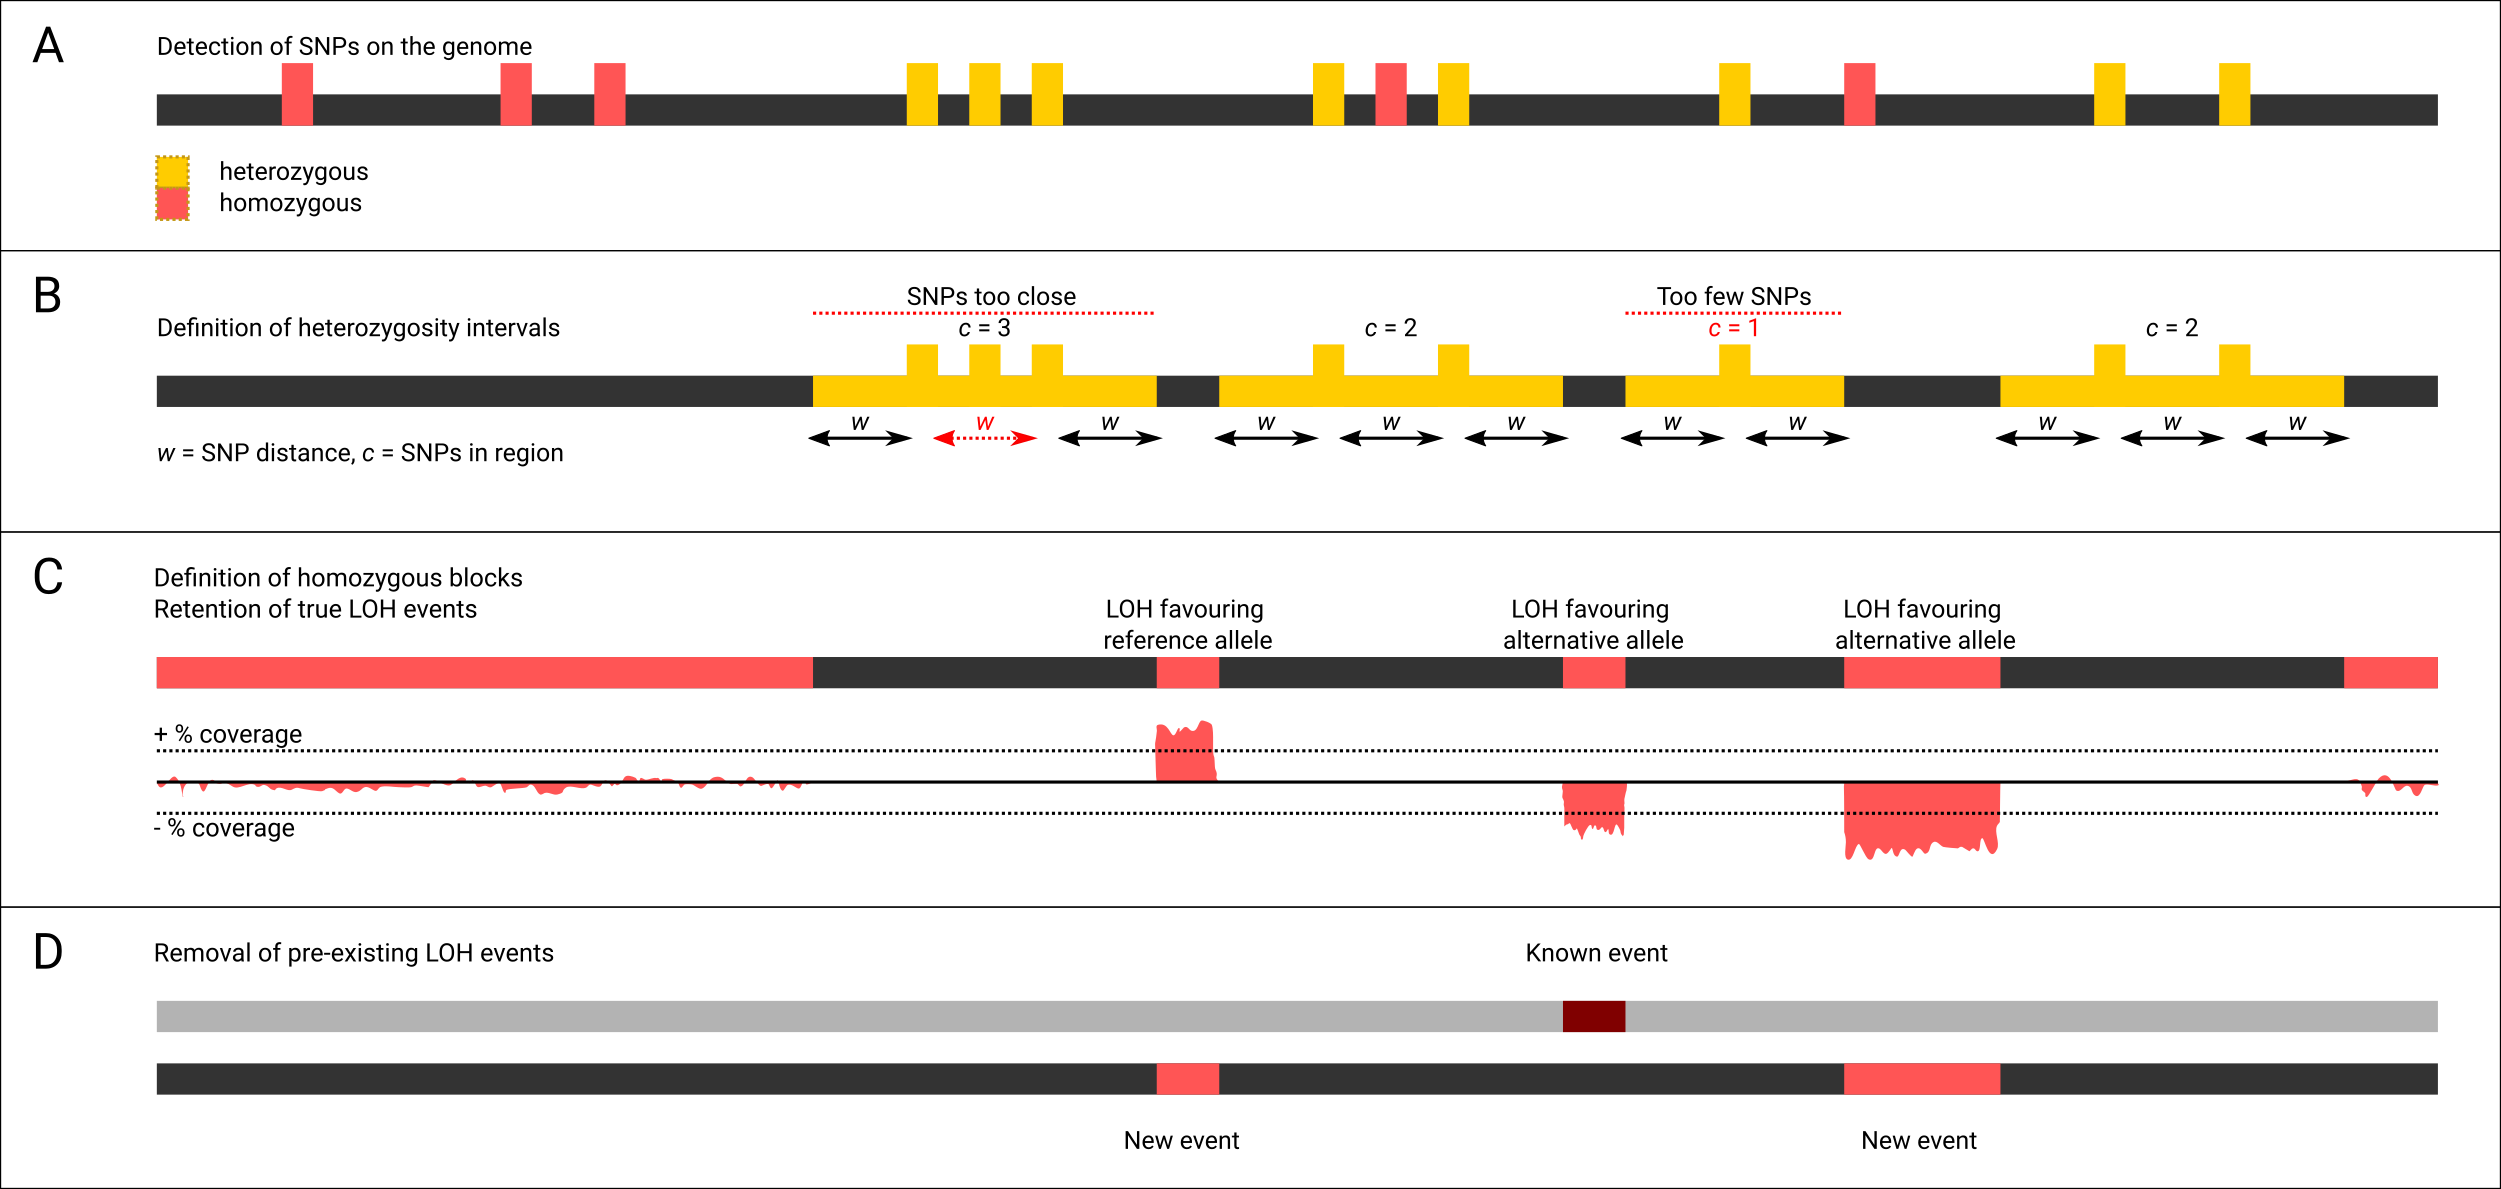 A
Detection of SNPs on the genome
heterozygous
homozygous
B
SNPs too close
Too few SNPs
Definition of heterozygosity intervals
c = 3
c = 2
c = 1
c = 2
w w w w w w w w w w w
w = SNP distance, c = SNPs in region
C
Definition of homozygous blocks
Retention of true LOH events
LOH favouring
reference allele
LOH favouring
alternative allele
LOH favouring
alternative allele
+ % coverage
- % coverage
D
Removal of pre-existing LOH events
Known event
New event
New event